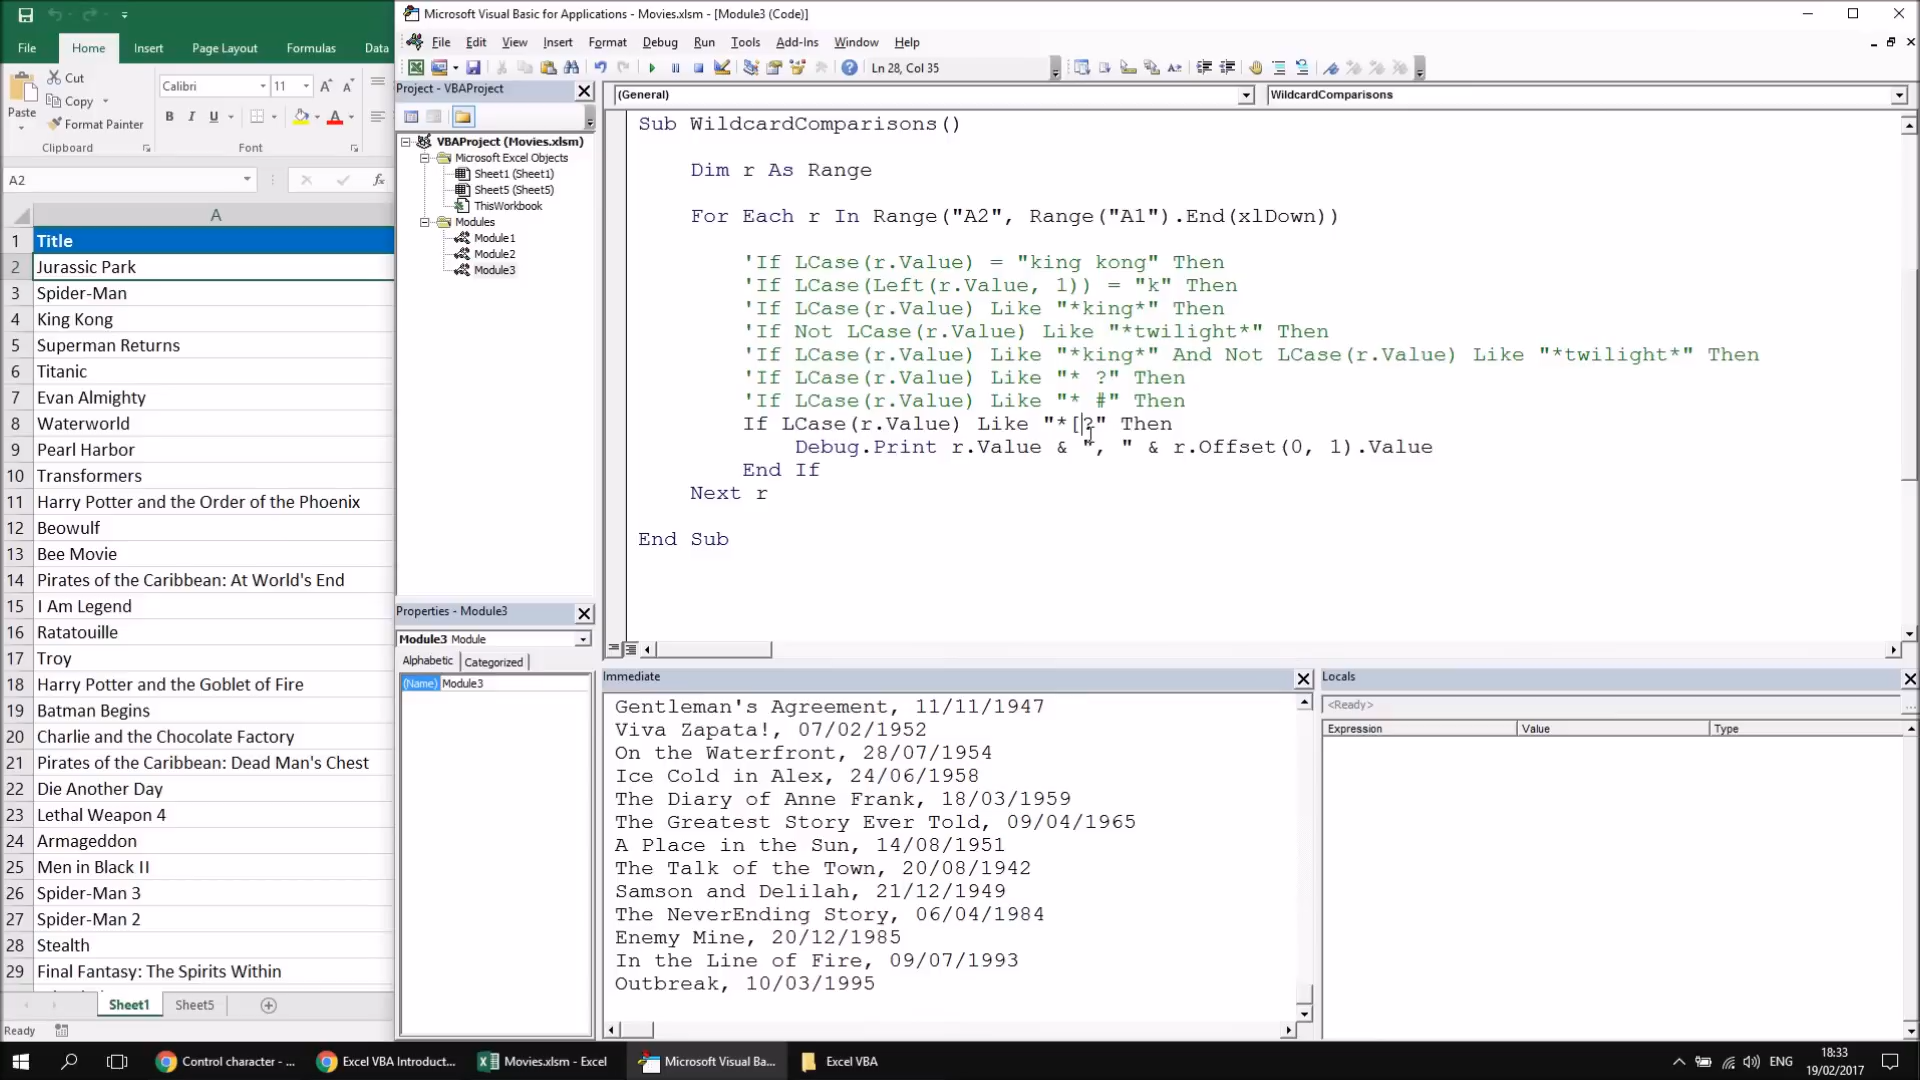 Microsoft Visual Basic for Applications - Movies.xlsm - [Module3 (Code)]
File Home Insert Page Layout Formulas Data
File Edit View Insert Format Debug Run Tools Add-Ins Window Help
Ln 28, Col 35
Cut
Copy
Format Painter
Paste
Calibri 11
B I U
Clipboard Font
A2
A
1 Title
2 Jurassic Park
3 Spider-Man
4 King Kong
5 Superman Returns
6 Titanic
7 Evan Almighty
8 Waterworld
9 Pearl Harbor
10 Transformers
11 Harry Potter and the Order of the Phoenix
12 Beowulf
13 Bee Movie
14 Pirates of the Caribbean: At World's End
15 I Am Legend
16 Ratatouille
17 Troy
18 Harry Potter and the Goblet of Fire
19 Batman Begins
20 Charlie and the Chocolate Factory
21 Pirates of the Caribbean: Dead Man's Chest
22 Die Another Day
23 Lethal Weapon 4
24 Armageddon
25 Men in Black II
26 Spider-Man 3
27 Spider-Man 2
28 Stealth
29 Final Fantasy: The Spirits Within
Sheet1 Sheet5
Ready
Project - VBAProject
VBAProject (Movies.xlsm)
Microsoft Excel Objects
Sheet1 (Sheet1)
Sheet5 (Sheet5)
ThisWorkbook
Modules
Module1
Module2
Module3
Properties - Module3
Module3 Module
Alphabetic Categorized
(Name) Module3
(General) WildcardComparisons
Sub WildcardComparisons()
Dim r As Range
For Each r In Range("A2", Range("A1").End(xlDown))
'If LCase(r.Value) = "king kong" Then
'If LCase(Left(r.Value, 1)) = "k" Then
'If LCase(r.Value) Like "*king*" Then
'If Not LCase(r.Value) Like "*twilight*" Then
'If LCase(r.Value) Like "*king*" And Not LCase(r.Value) Like "*twilight*" Then
'If LCase(r.Value) Like "* ?" Then
'If LCase(r.Value) Like "* #" Then
If LCase(r.Value) Like "*[?" Then
Debug.Print r.Value & ", " & r.Offset(0, 1).Value
End If
Next r
End Sub
Immediate
Gentleman's Agreement, 11/11/1947
Viva Zapata!, 07/02/1952
On the Waterfront, 28/07/1954
Ice Cold in Alex, 24/06/1958
The Diary of Anne Frank, 18/03/1959
The Greatest Story Ever Told, 09/04/1965
A Place in the Sun, 14/08/1951
The Talk of the Town, 20/08/1942
Samson and Delilah, 21/12/1949
The NeverEnding Story, 06/04/1984
Enemy Mine, 20/12/1985
In the Line of Fire, 09/07/1993
Outbreak, 10/03/1995
Locals
<Ready>
Expression Value Type
Control character - ...
Excel VBA Introduct...
Movies.xlsm - Excel
Microsoft Visual Ba...
Excel VBA
ENG
18:33
19/02/2017